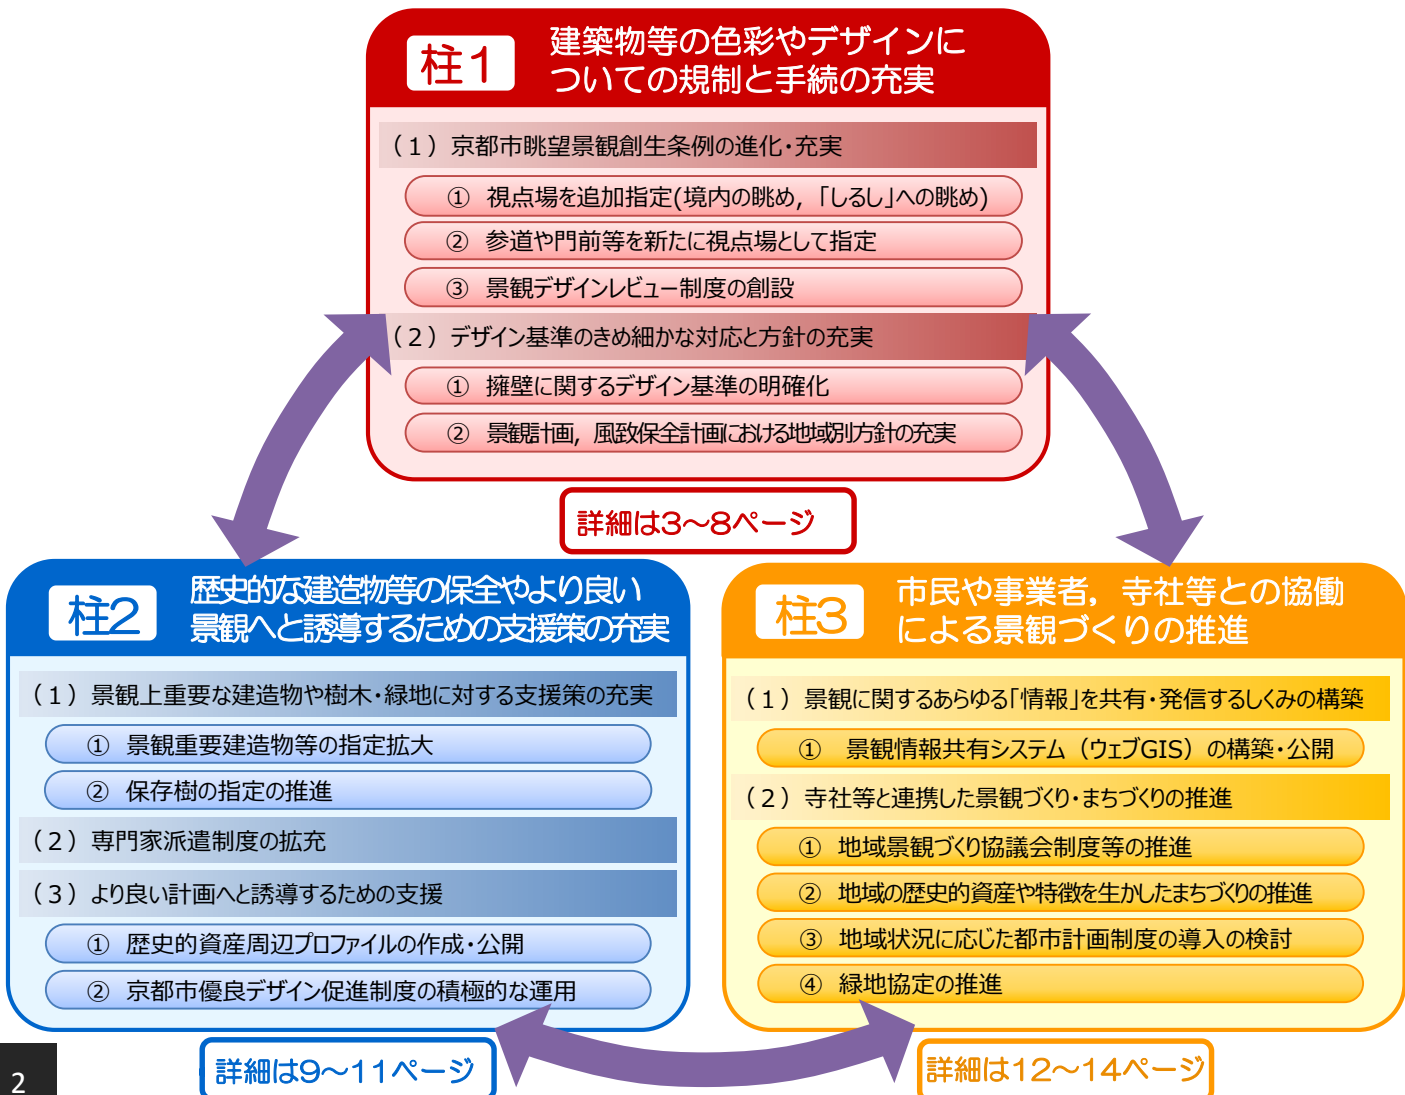 柱1
建築物等の色彩やデザインに
ついての規制と手続の充実
(1) 京都市眺望景観創生条例の進化・充実
① 視点場を追加指定(境内の眺め,「しるし」への眺め)
② 参道や門前等を新たに視点場として指定
③ 景観デザインレビュー制度の創設
(2) デザイン基準のきめ細かな対応と方針の充実
① 擁壁に関するデザイン基準の明確化
② 景観計画, 風致保全計画における地域別方針の充実
詳細は3~8ページ
柱2
歴史的な建造物等の保全やより良い
景観へと誘導するための支援策の充実
(1) 景観上重要な建造物や樹木・緑地に対する支援策の充実
① 景観重要建造物等の指定拡大
② 保存樹の指定の推進
(2) 専門家派遣制度の拡充
(3) より良い計画へと誘導するための支援
① 歴史的資産周辺プロファイルの作成・公開
② 京都市優良デザイン促進制度の積極的な運用
詳細は9~11ページ
柱3
市民や事業者, 寺社等との協働
による景観づくりの推進
(1) 景観に関するあらゆる「情報」を共有・発信するしくみの構築
① 景観情報共有システム(ウェブGIS)の構築・公開
(2) 寺社等と連携した景観づくり・まちづくりの推進
① 地域景観づくり協議会制度等の推進
② 地域の歴史的資産や特徴を生かしたまちづくりの推進
③ 地域状況に応じた都市計画制度の導入の検討
④ 緑地協定の推進
詳細は12~14ページ
2